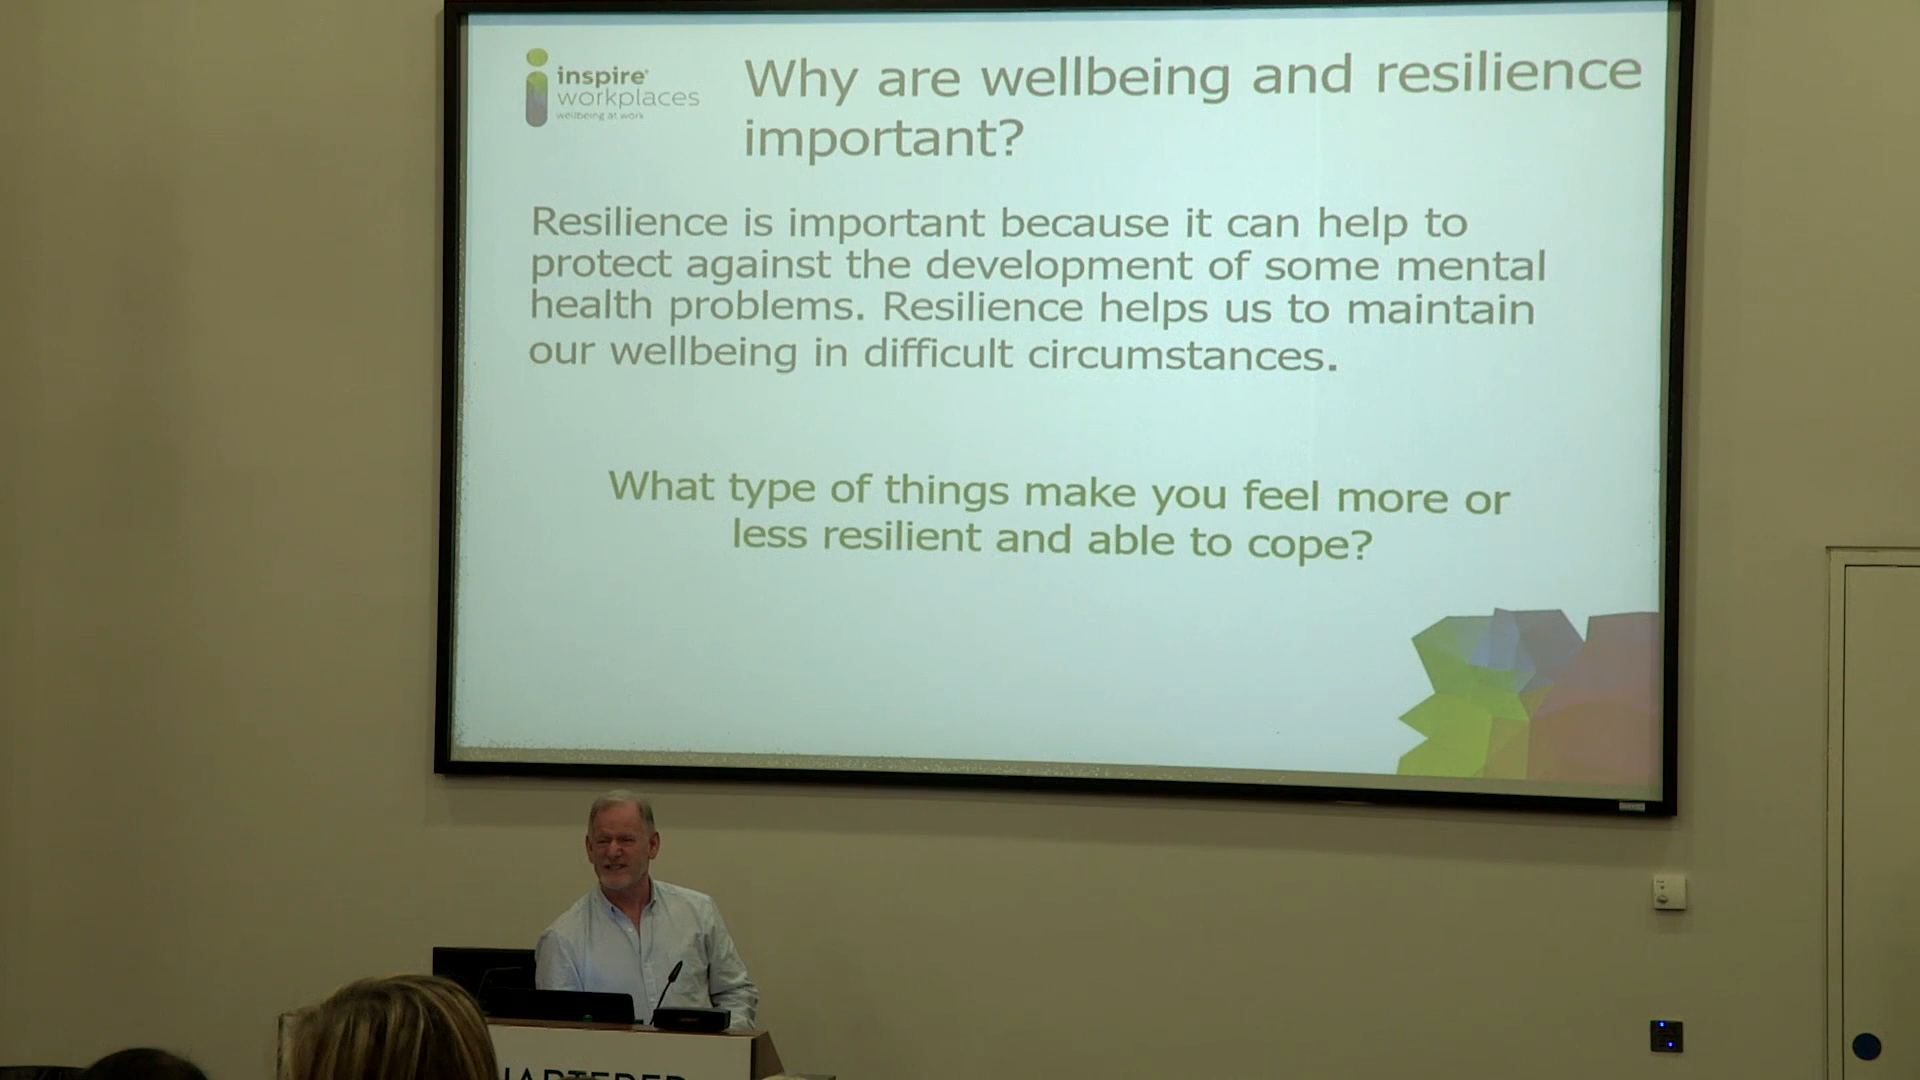 inspire
workplaces
wellbeing at work
Why are wellbeing and resilience
important?
Resilience is important because it can help to
protect against the development of some mental
health problems. Resilience helps us to maintain
our wellbeing in difficult circumstances.
What type of things make you feel more or
less resilient and able to cope?
HARTERED